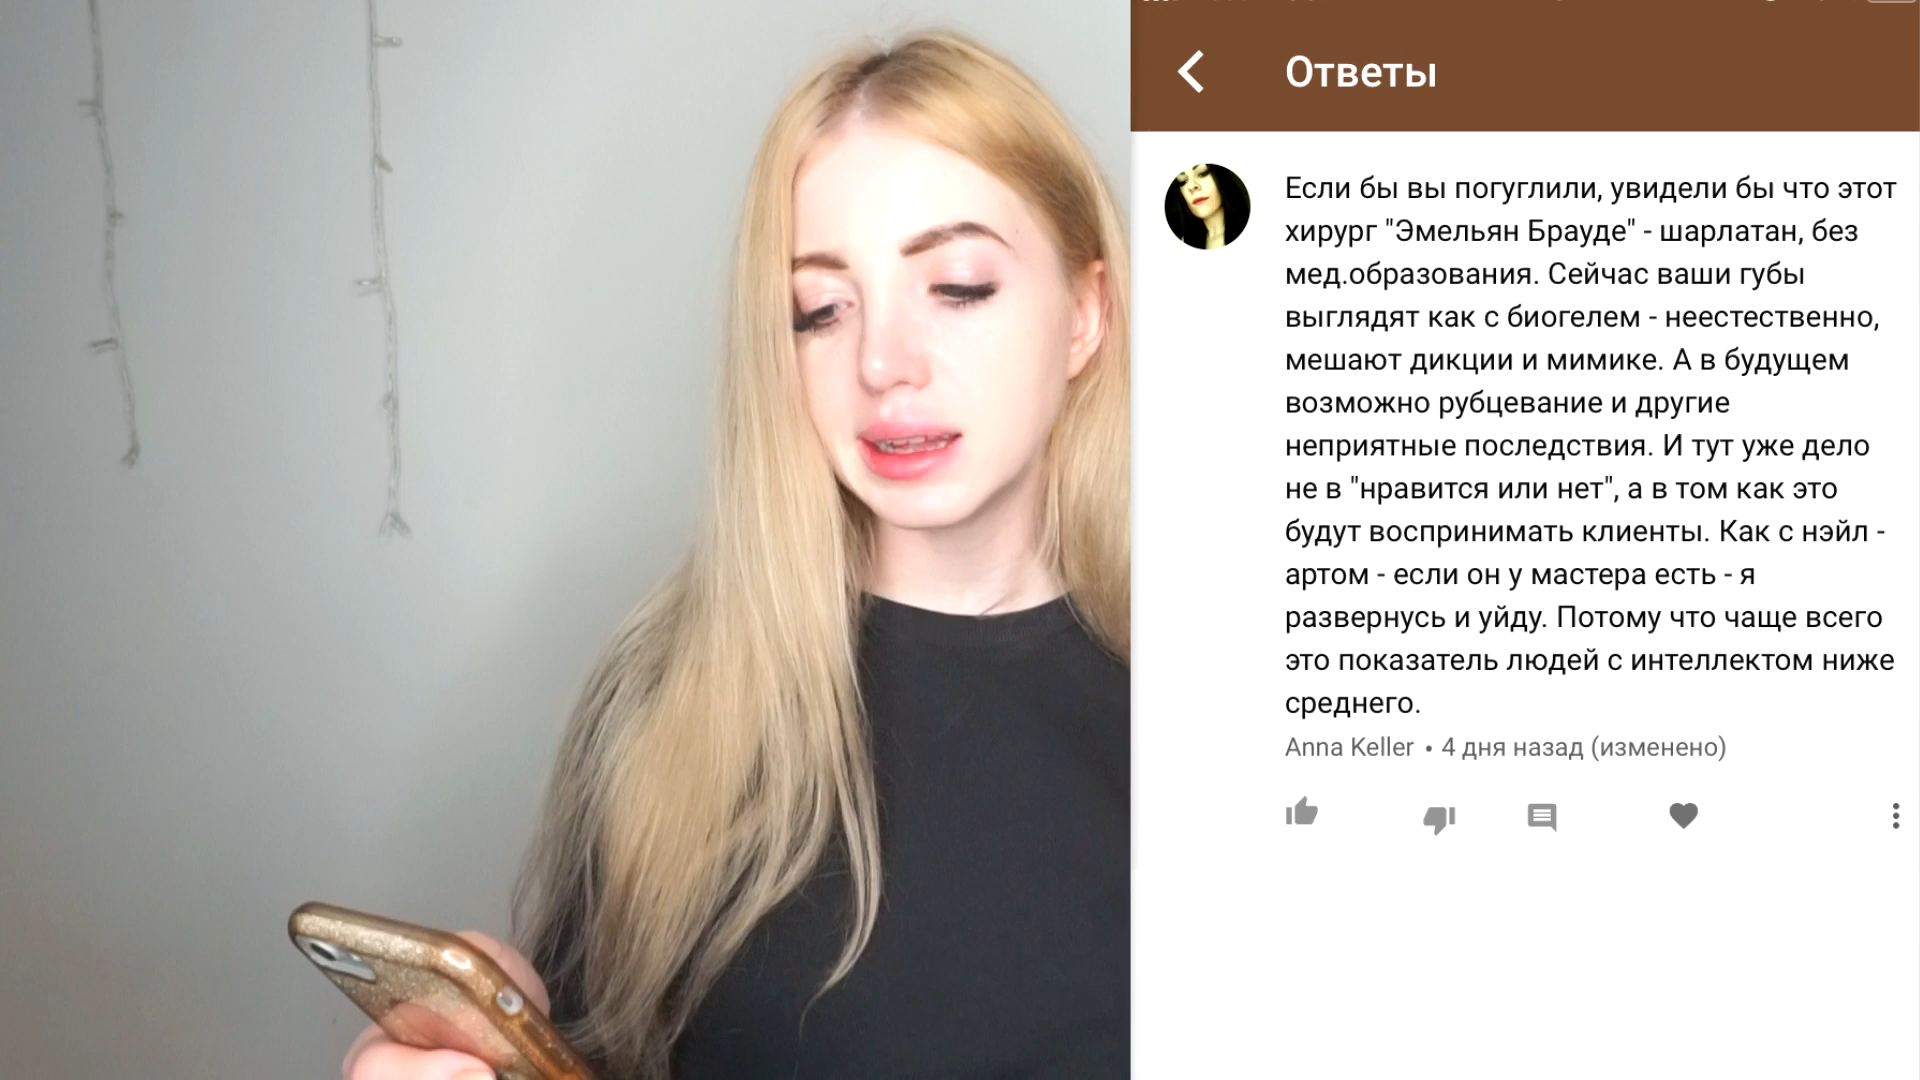 Ответы
Если бы вы погуглили, увидели бы что этот
хирург "Эмельян Брауде" - шарлатан, без
мед.образования. Сейчас ваши губы
выглядят как с биогелем - неестественно,
мешают дикции и мимике. А в будущем
возможно рубцевание и другие
неприятные последствия. И тут уже дело
не в "нравится или нет", а в том как это
будут воспринимать клиенты. Как с нэйл -
артом - если он у мастера есть - я
развернусь и уйду. Потому что чаще всего
это показатель людей с интеллектом ниже
среднего.
Anna Keller • 4 дня назад (изменено)